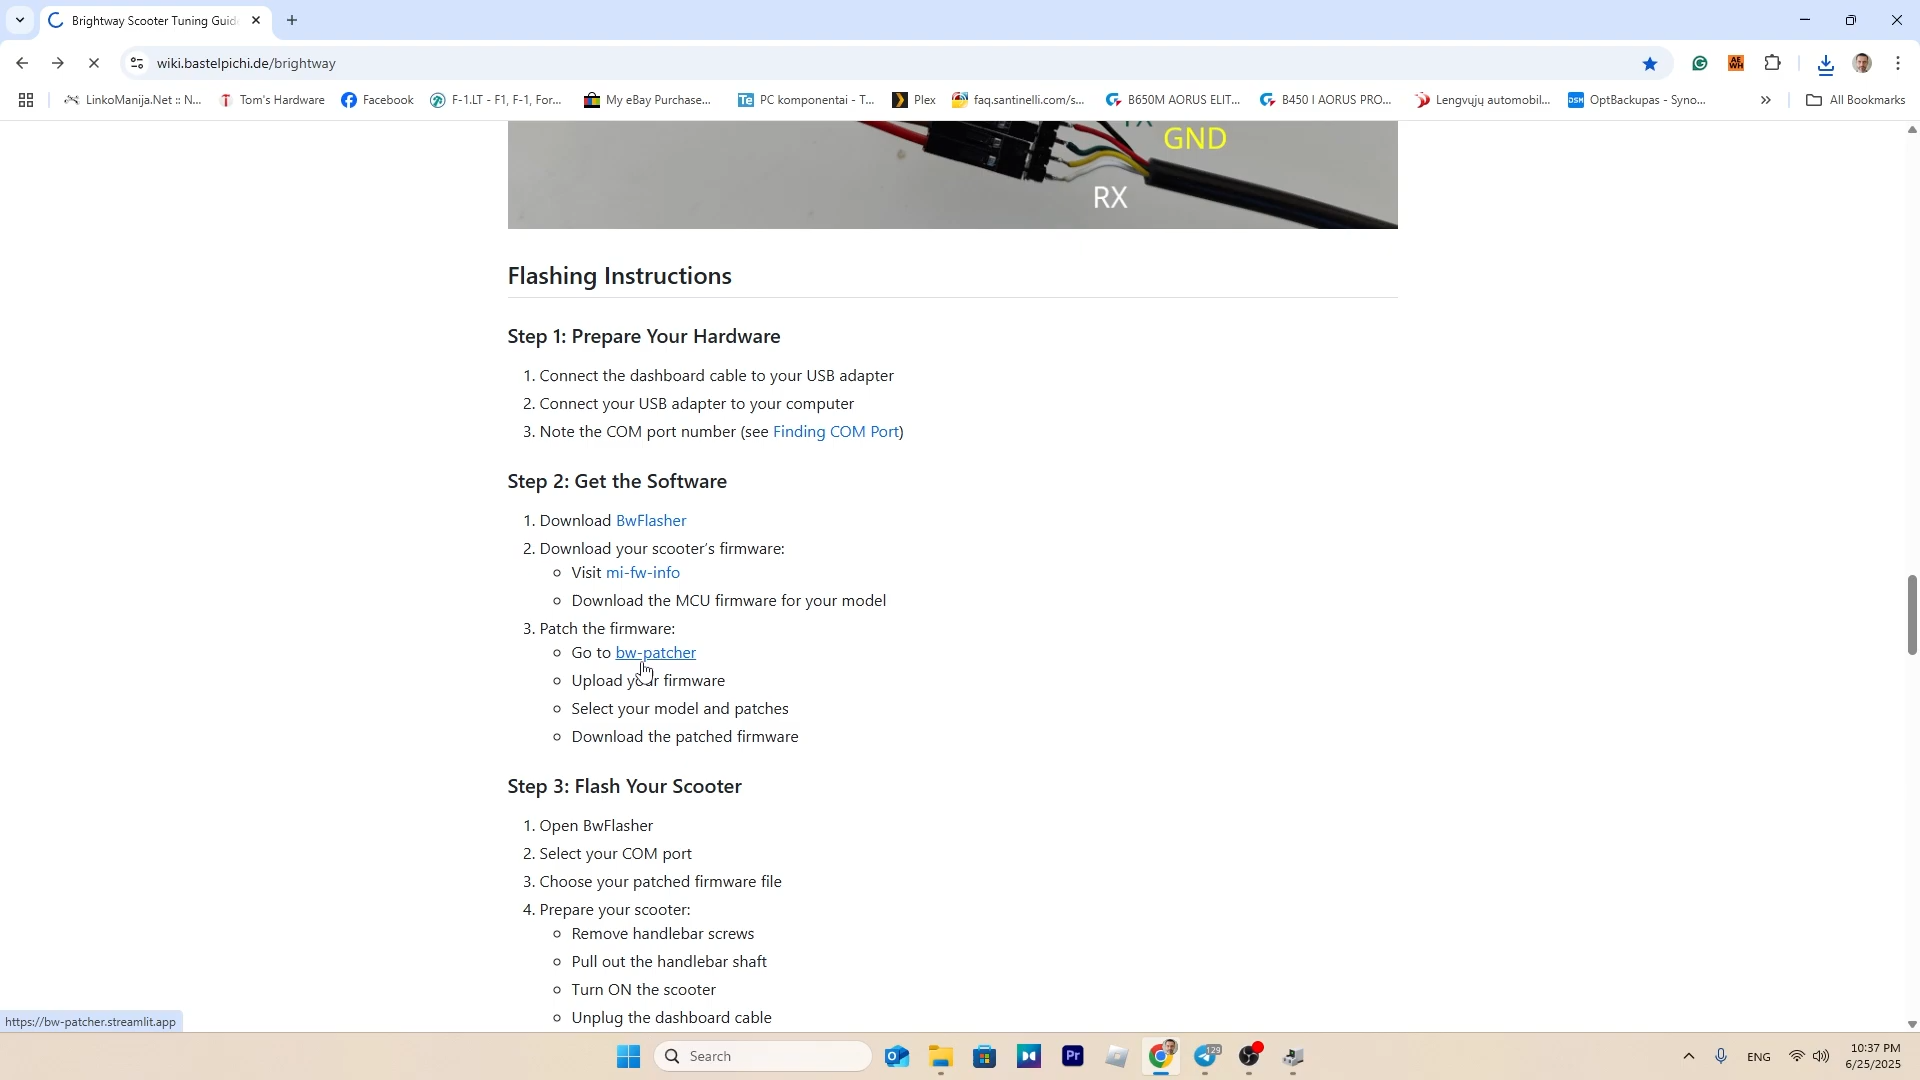 Brightway Scooter Tuning Guide
wiki.bastelpichi.de/brightway
LinkoManija.Net :: N...
Tom's Hardware
Facebook
F-1.LT - F1, F-1, For...
My eBay Purchase...
PC komponentai - T...
Plex
faq.santinelli.com/s...
B650M AORUS ELIT...
B450 I AORUS PRO...
Lengvųjų automobil...
OptBackupas - Syno...
All Bookmarks
GND
RX
Flashing Instructions
Step 1: Prepare Your Hardware
1. Connect the dashboard cable to your USB adapter
2. Connect your USB adapter to your computer
3. Note the COM port number (see Finding COM Port)
Step 2: Get the Software
1. Download BwFlasher
2. Download your scooter's firmware:
Visit mi-fw-info
Download the MCU firmware for your model
3. Patch the firmware:
Go to bw-patcher
Upload your firmware
Select your model and patches
Download the patched firmware
Step 3: Flash Your Scooter
1. Open BwFlasher
2. Select your COM port
3. Choose your patched firmware file
4. Prepare your scooter:
Remove handlebar screws
Pull out the handlebar shaft
Turn ON the scooter
Unplug the dashboard cable
https://bw-patcher.streamlit.app
Search
129
ENG
10:37 PM
6/25/2025